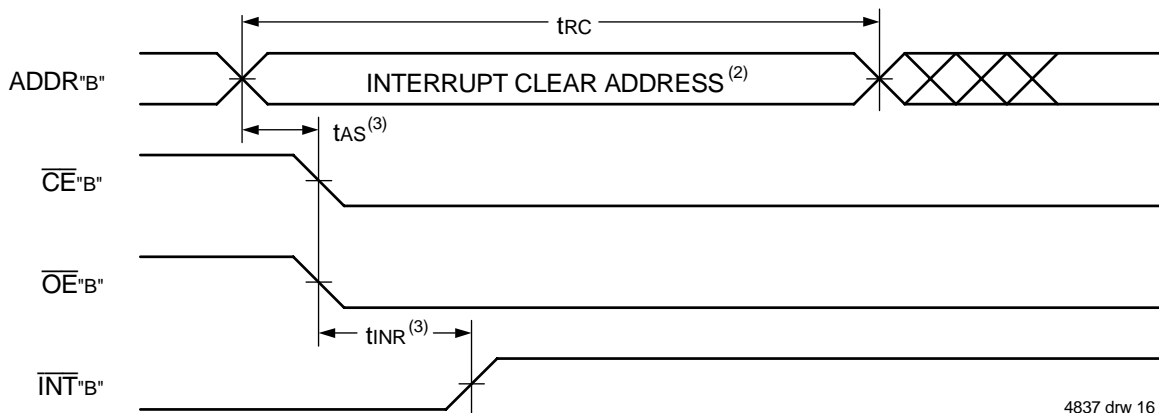 tRC
ADDR"B"
INTERRUPT CLEAR ADDRESS(2)
tAS(3)
CE"B"
OE"B"
tINR(3)
INT"B"
4837 drw 16